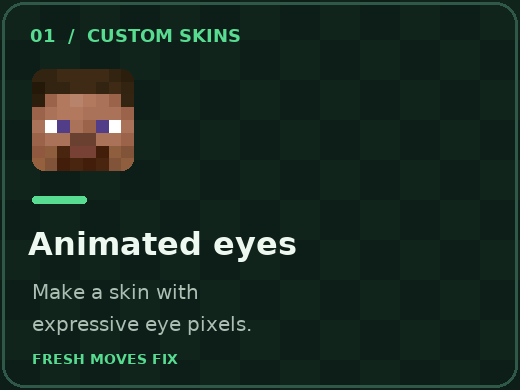 01 / CUSTOM SKINS
Animated eyes
Make a skin with
expressive eye pixels.
FRESH MOVES FIX